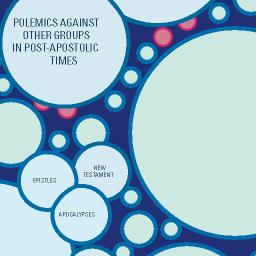 POLEMICS AGAINST
OTHER GROUPS
IN POST-APOSTOLIC
TIMES
NEW
TESTAMENT
EPISTLES
APOCALYPSES